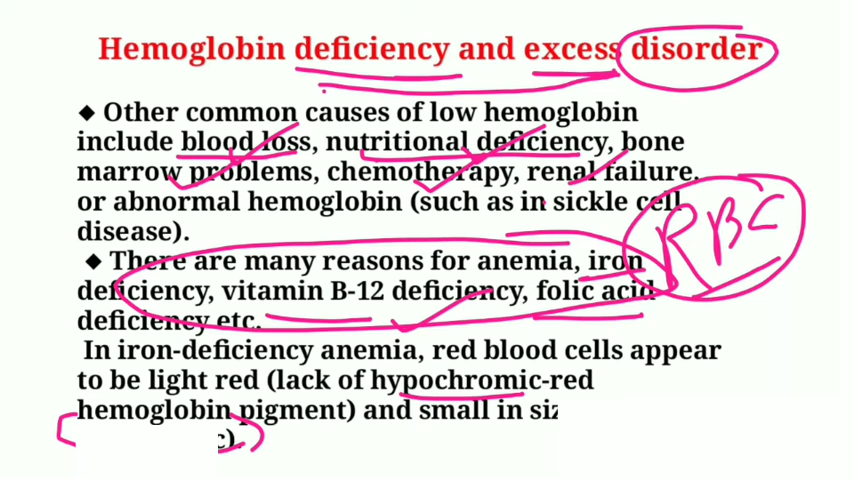 Hemoglobin deficiency and excess disorder
◆ Other common causes of low hemoglobin
include blood loss, nutritional deficiency, bone
marrow problems, chemotherapy, renal failure,
or abnormal hemoglobin (such as in sickle cell
disease).
RBC
◆ There are many reasons for anemia, iron
deficiency, vitamin B-12 deficiency, folic acid
deficiency etc.
In iron-deficiency anemia, red blood cells appear
to be light red (lack of hypochromic-red
hemoglobin pigment) and small in